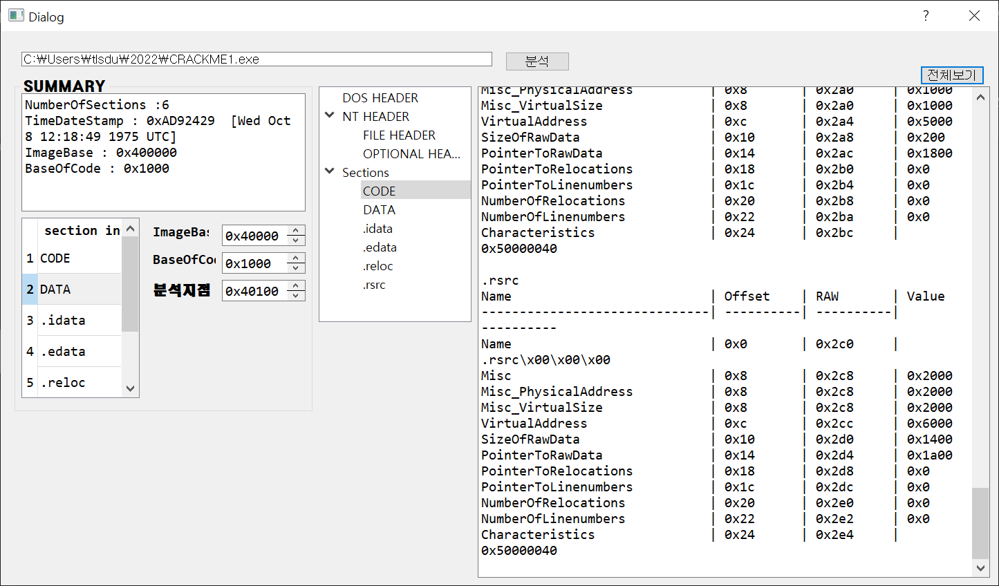 Dialog
?
C:₩Users₩tlsdu₩2022₩CRACKME1.exe
분석
전체보기
SUMMARY
NumberOfSections :6
TimeDateStamp : 0xAD92429  [Wed Oct
8 12:18:49 1975 UTC]
ImageBase : 0x400000
BaseOfCode : 0x1000
section in
1 CODE
2 DATA
3 .idata
4 .edata
5 .reloc
ImageBas 0x40000
BaseOfCo 0x1000
분석지점 0x40100
DOS HEADER
NT HEADER
FILE HEADER
OPTIONAL HEA...
Sections
CODE
DATA
.idata
.edata
.reloc
.rsrc
Misc_PhysicalAddress | 0x8 | 0x2a0 | 0x1000
Misc_VirtualSize | 0x8 | 0x2a0 | 0x1000
VirtualAddress | 0xc | 0x2a4 | 0x5000
SizeOfRawData | 0x10 | 0x2a8 | 0x200
PointerToRawData | 0x14 | 0x2ac | 0x1800
PointerToRelocations | 0x18 | 0x2b0 | 0x0
PointerToLinenumbers | 0x1c | 0x2b4 | 0x0
NumberOfRelocations | 0x20 | 0x2b8 | 0x0
NumberOfLinenumbers | 0x22 | 0x2ba | 0x0
Characteristics | 0x24 | 0x2bc |
0x50000040
.rsrc
Name | Offset | RAW | Value
------------------------------| ----------| ----------|
----------
Name | 0x0 | 0x2c0 |
.rsrc\x00\x00\x00
Misc | 0x8 | 0x2c8 | 0x2000
Misc_PhysicalAddress | 0x8 | 0x2c8 | 0x2000
Misc_VirtualSize | 0x8 | 0x2c8 | 0x2000
VirtualAddress | 0xc | 0x2cc | 0x6000
SizeOfRawData | 0x10 | 0x2d0 | 0x1400
PointerToRawData | 0x14 | 0x2d4 | 0x1a00
PointerToRelocations | 0x18 | 0x2d8 | 0x0
PointerToLinenumbers | 0x1c | 0x2dc | 0x0
NumberOfRelocations | 0x20 | 0x2e0 | 0x0
NumberOfLinenumbers | 0x22 | 0x2e2 | 0x0
Characteristics | 0x24 | 0x2e4 |
0x50000040